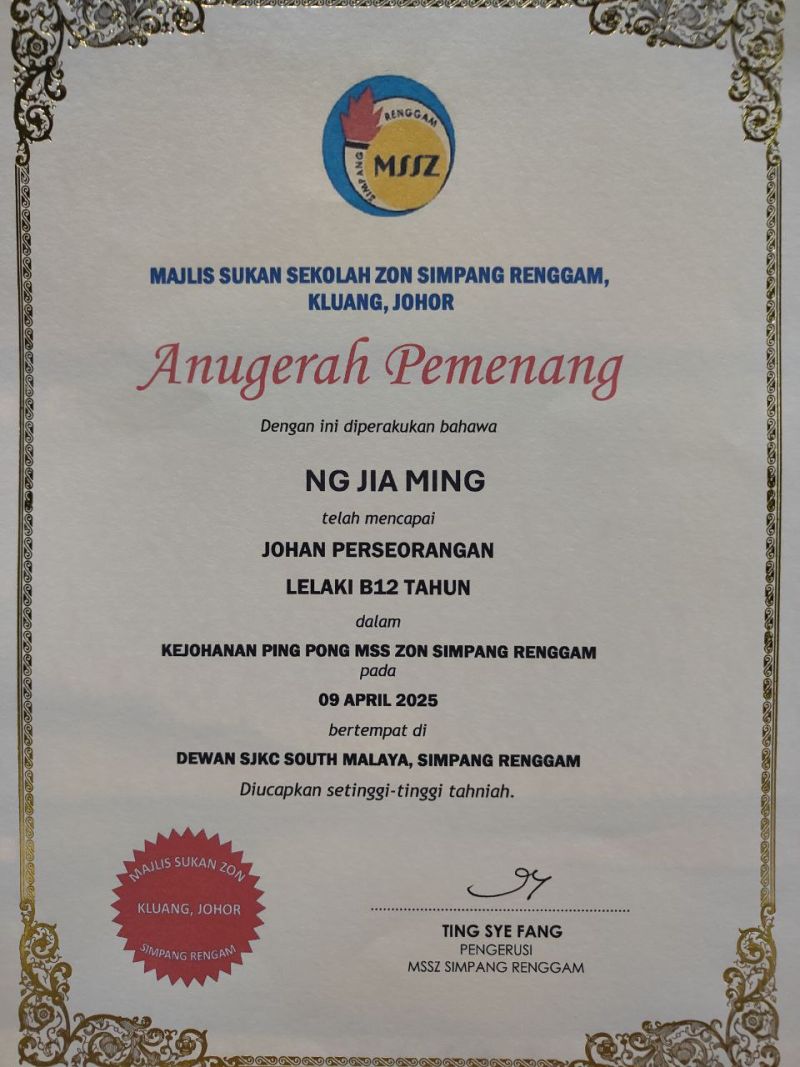 SIMPANG RENGGAM
MSSZ
MAJLIS SUKAN SEKOLAH ZON SIMPANG RENGGAM,
KLUANG, JOHOR
Anugerah Pemenang
Dengan ini diperakukan bahawa
NG JIA MING
telah mencapai
JOHAN PERSEORANGAN
LELAKI B12 TAHUN
dalam
KEJOHANAN PING PONG MSS ZON SIMPANG RENGGAM
pada
09 APRIL 2025
bertempat di
DEWAN SJKC SOUTH MALAYA, SIMPANG RENGGAM
Diucapkan setinggi-tinggi tahniah.
MAJLIS SUKAN ZON
KLUANG, JOHOR
SIMPANG RENGAM
TING SYE FANG
PENGERUSI
MSSZ SIMPANG RENGGAM